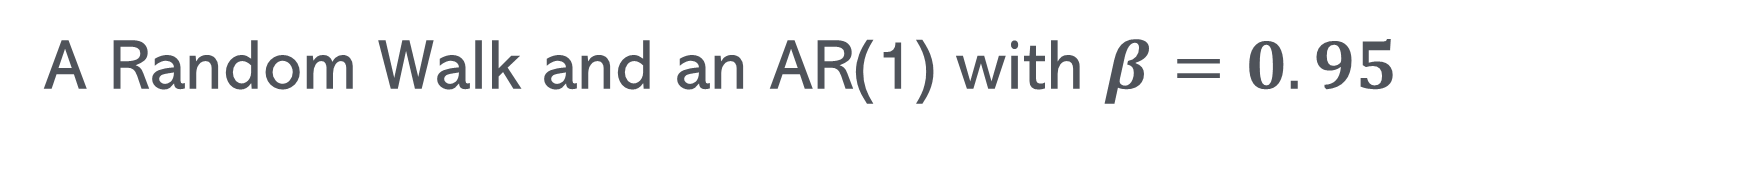 A Random Walk and an AR(1) with β = 0.95